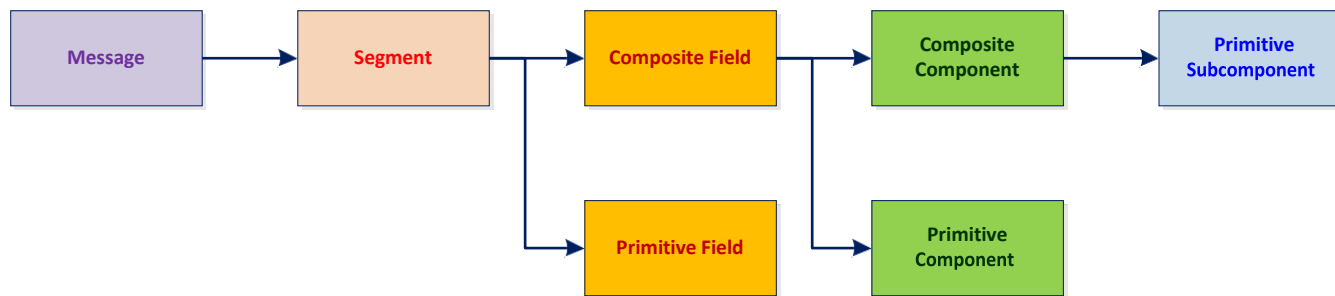 Message
Segment
Composite Field
Composite
Component
Primitive
Subcomponent
Primitive Field
Primitive
Component